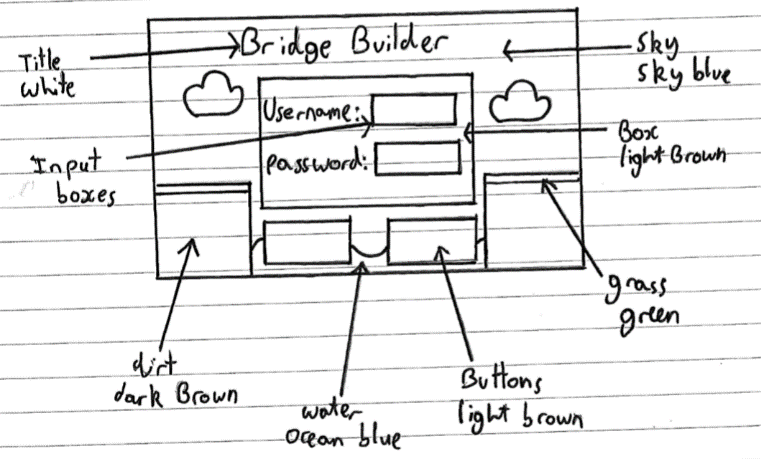 Bridge Builder
Title
white
Sky
sky blue
Username:
Box
light Brown
Input
boxes
password:
grass
green
dirt
dark Brown
water
ocean blue
Buttons
light brown